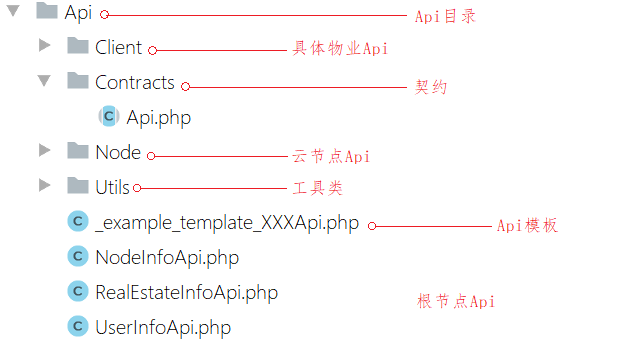 Api Api目录
Client 具体物业Api
Contracts 契约
Api.php
Node 云节点Api
Utils 工具类
_example_template_XXXApi.php Api模板
NodeInfoApi.php
RealEstateInfoApi.php 根节点Api
UserInfoApi.php